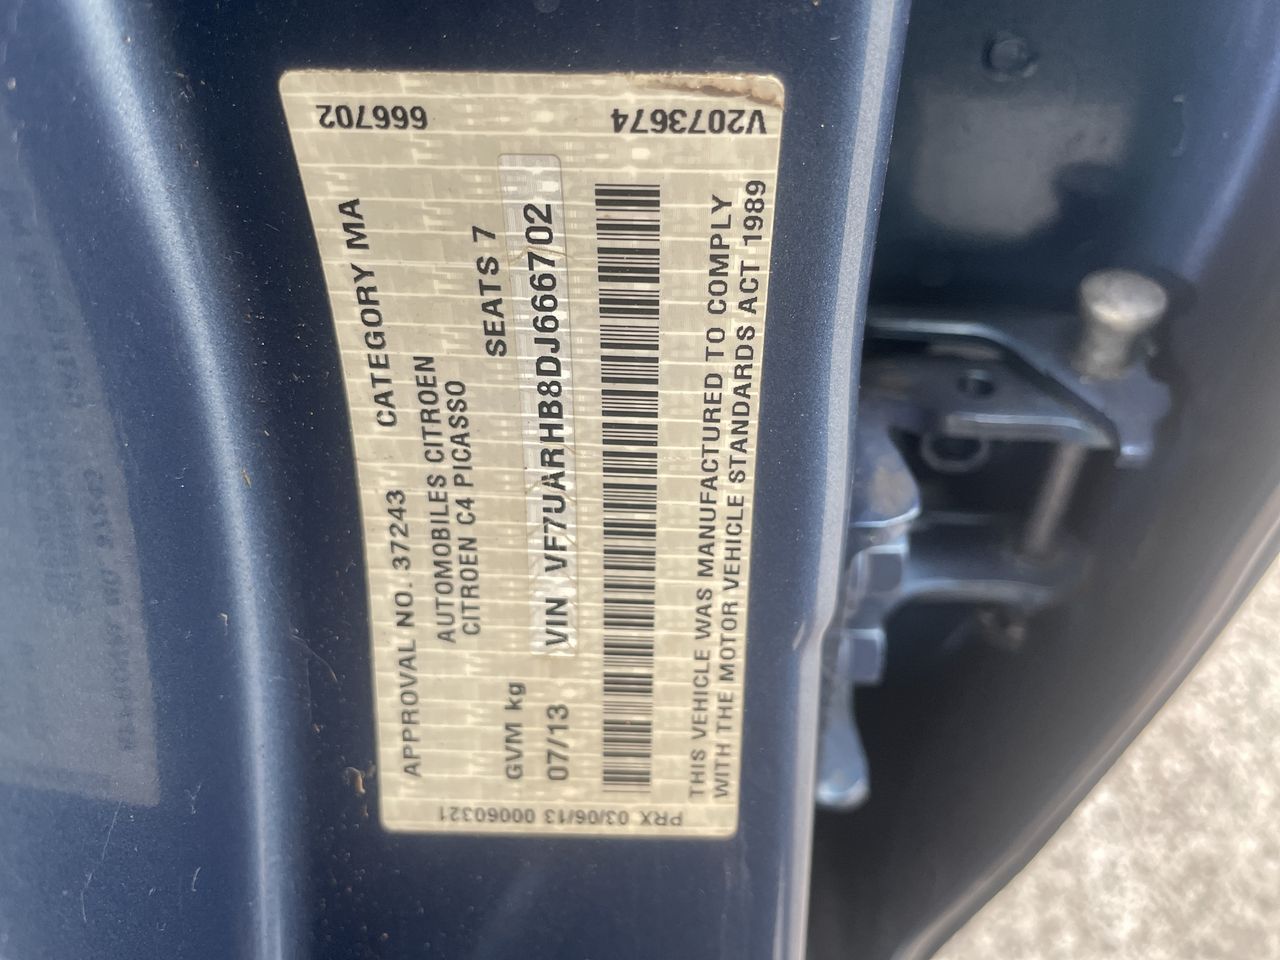 666702
V2073674
APPROVAL NO. 37243 CATEGORY MA
AUTOMOBILES CITROEN
CITROEN C4 PICASSO
GVM kg SEATS 7
07/13 VIN VF7UARHB8DJ666702
THIS VEHICLE WAS MANUFACTURED TO COMPLY
WITH THE MOTOR VEHICLE STANDARDS ACT 1989
PRX 03/06/13 00060321